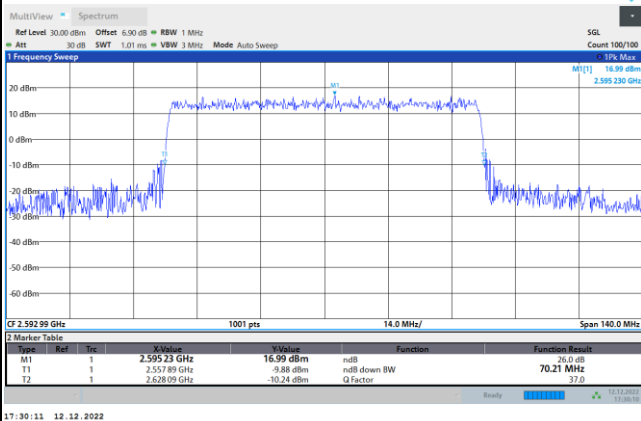 MultiView Spectrum
Ref Level 30.00 dBm Offset 6.90 dB RBW 1 MHz SGL
Att 30 dB SWT 1.01 ms VBW 3 MHz Mode Auto Sweep Count 100/100
1 Frequency Sweep 1Pk Max
M1[1] 16.99 dBm
2.595 230 GHz
M1
20 dBm
10 dBm
0 dBm
T1 T2
-10 dBm
-20 dBm
-30 dBm
-40 dBm
-50 dBm
-60 dBm
CF 2.592 99 GHz 1001 pts 14.0 MHz/ Span 140.0 MHz
2 Marker Table
Type Ref Trc X-Value Y-Value Function Function Result
M1 1 2.595 23 GHz 16.99 dBm ndB 26.0 dB
T1 1 2.557 89 GHz -9.88 dBm ndB down BW 70.21 MHz
T2 1 2.628 09 GHz -10.24 dBm Q Factor 37.0
Ready 12.12.2022
17:30:10
17:30:11 12.12.2022